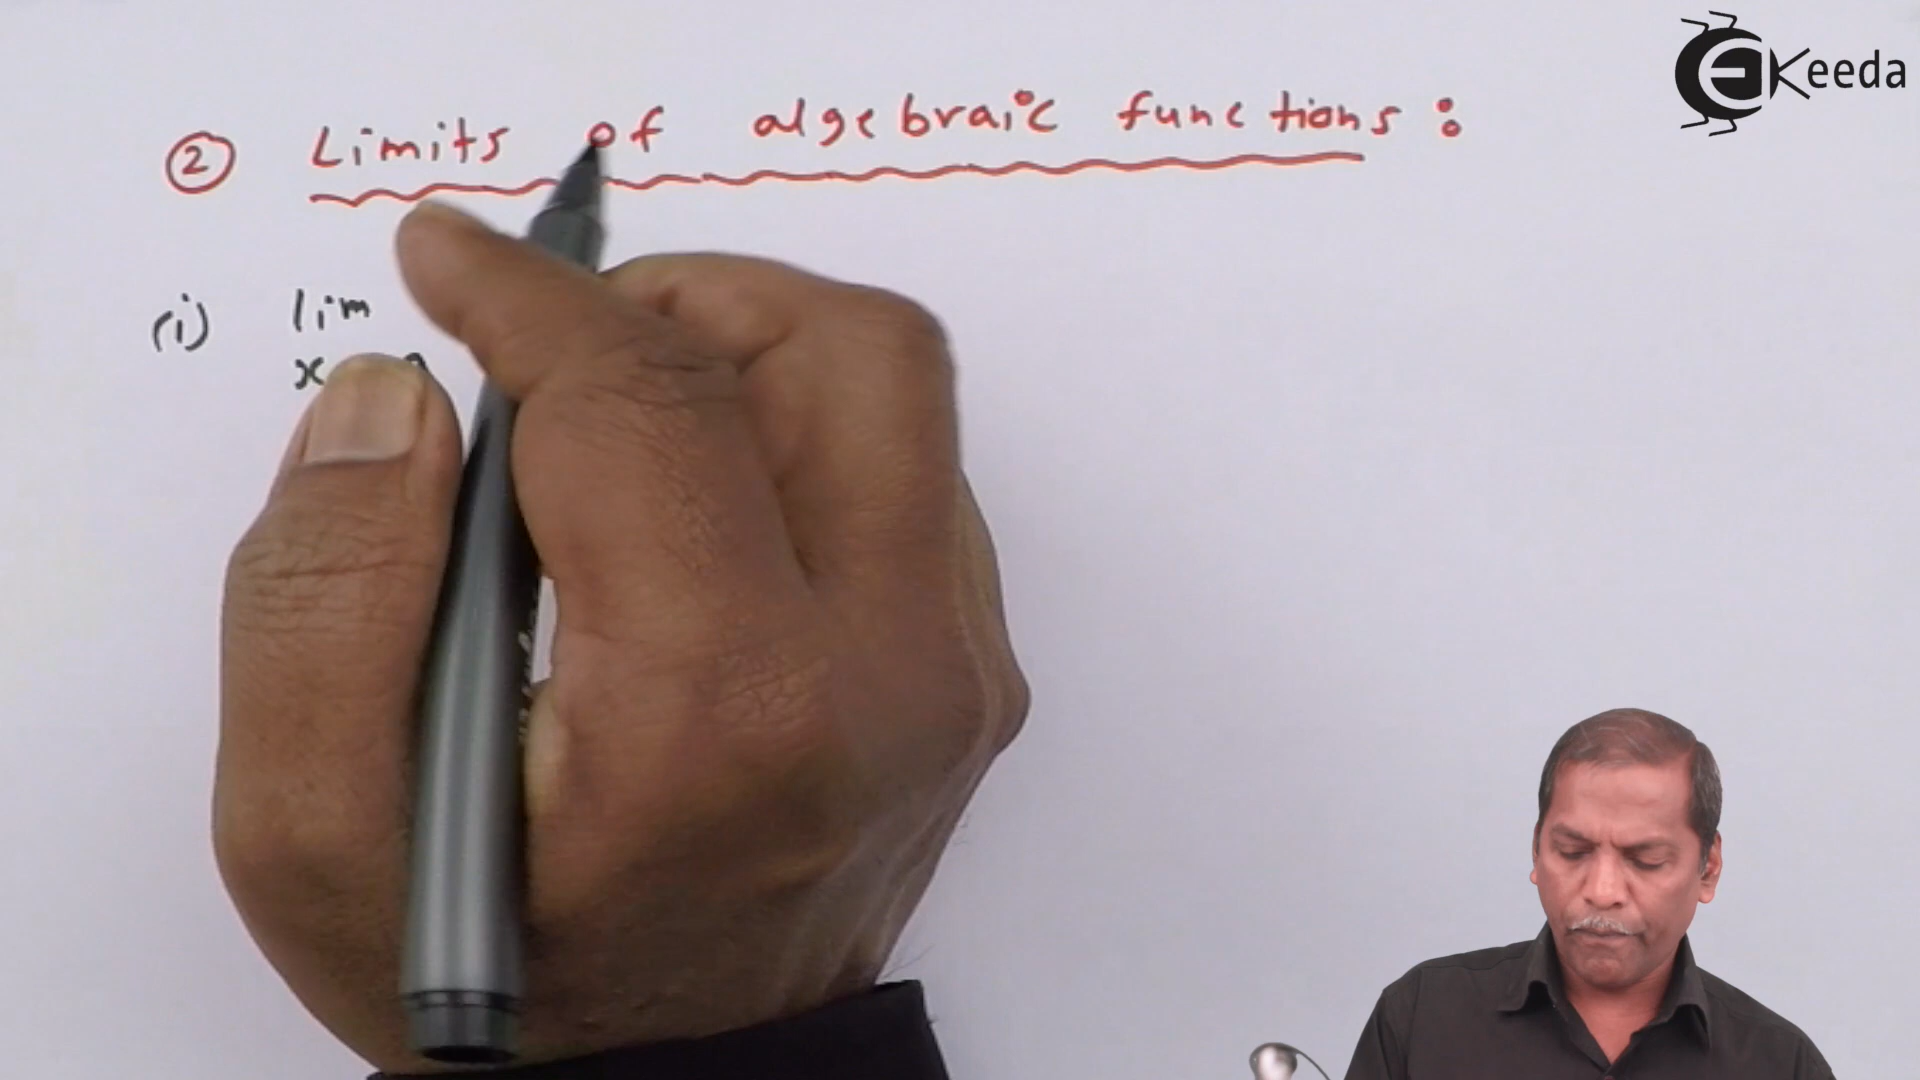 Keeda
② Limits of algebraic functions :
(i) lim
x